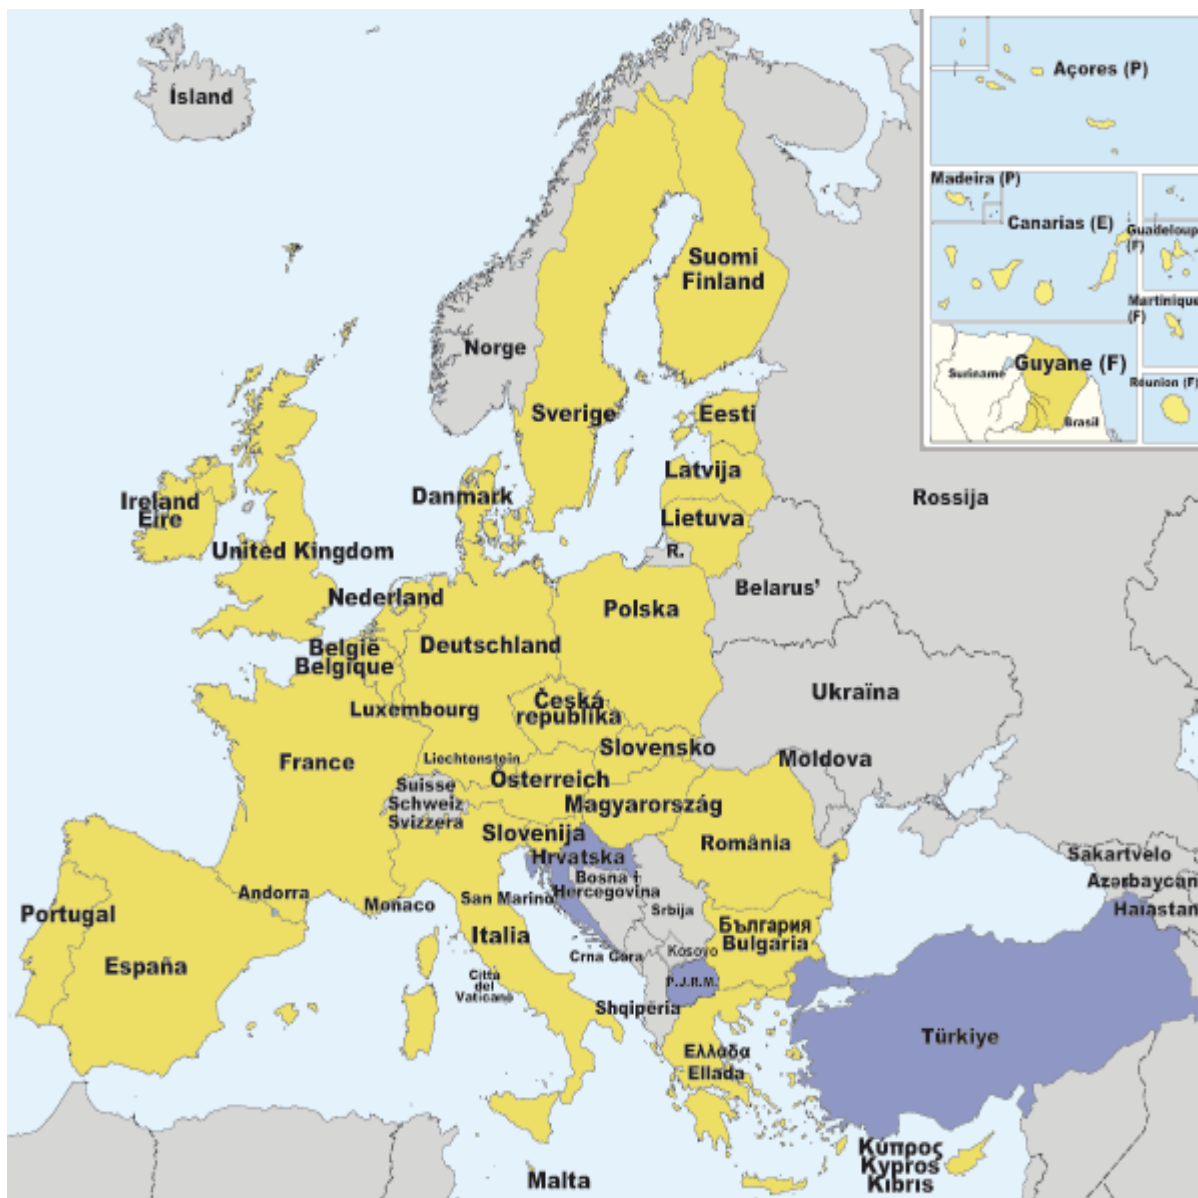 Ísland
Açores (P)
Madeira (P)
Canarias (E)
Guadeloup
(F)
Martinique
(F)
Guyane (F)
Suriname
Brasil
Réunion (F)
Suomi
Finland
Norge
Sverige
Eesti
Latvija
Lietuva
R.
Rossija
Danmark
Ireland
Éire
United Kingdom
Nederland
België
Belgique
Deutschland
Polska
Belarus'
Luxembourg
Česká
republika
Ukraïna
Slovensko
France
Liechtenstein
Österreich
Moldova
Suisse
Schweiz
Svizzera
Magyarország
Slovenija
România
Hrvatska
Bosna i
Hercegovina
Srbija
Sakartvelo
Azərbaycan
Haiastan
Andorra
Monaco
San Marino
Portugal
España
Italia
България
Bulgaria
Kosovo
Crna Gora
P.J.R.M.
Città
del
Vaticano
Shqipëria
Türkiye
Ελλάδα
Ellada
Κύπρος
Kypros
Kıbrıs
Malta